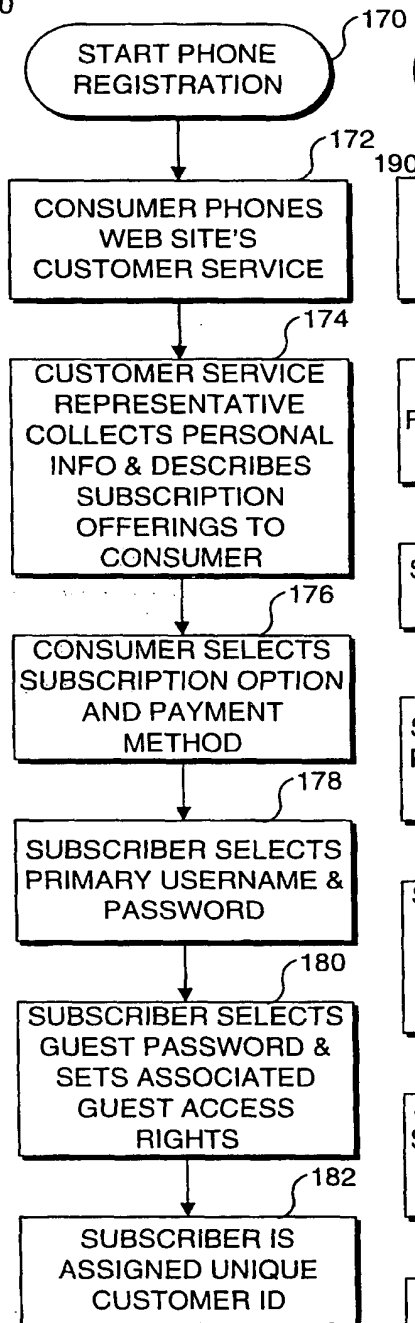 0
START PHONE
REGISTRATION
170
172
CONSUMER PHONES
WEB SITE'S
CUSTOMER SERVICE
190
174
CUSTOMER SERVICE
REPRESENTATIVE
COLLECTS PERSONAL
INFO & DESCRIBES
SUBSCRIPTION
OFFERINGS TO
CONSUMER
176
CONSUMER SELECTS
SUBSCRIPTION OPTION
AND PAYMENT
METHOD
178
SUBSCRIBER SELECTS
PRIMARY USERNAME &
PASSWORD
180
SUBSCRIBER SELECTS
GUEST PASSWORD &
SETS ASSOCIATED
GUEST ACCESS
RIGHTS
182
SUBSCRIBER IS
ASSIGNED UNIQUE
CUSTOMER ID